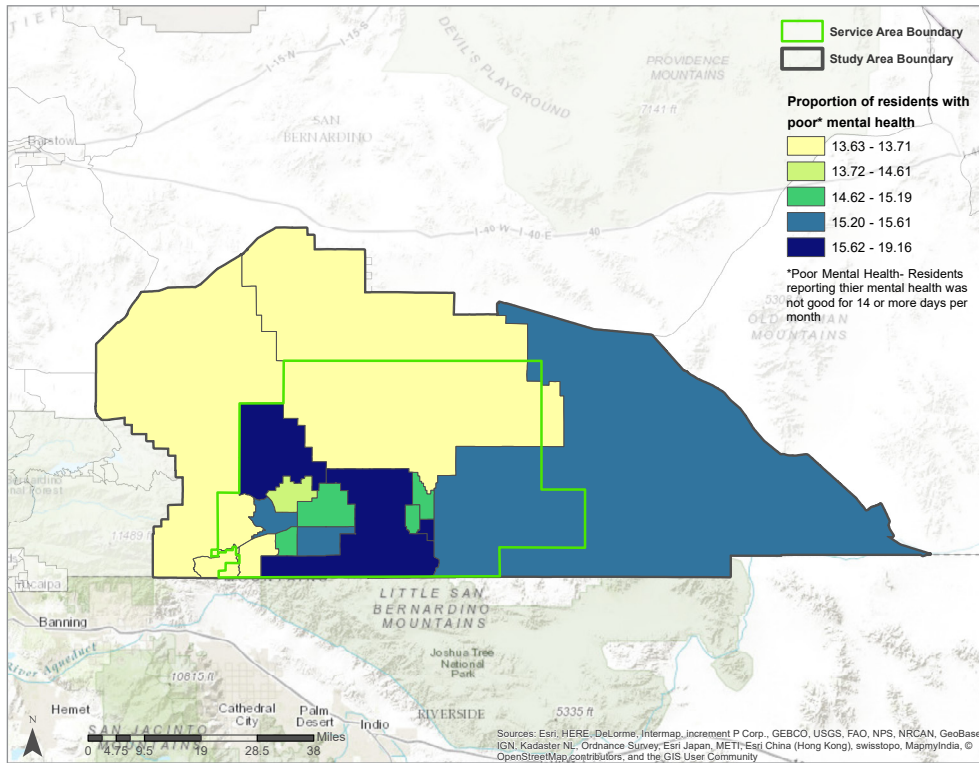 TIEFO
I-15-N
I-15-S
DEVIL'S PLAYGROUND
PROVIDENCE
MOUNTAINS
7141 ft
SAN
BERNARDINO
Barstow
I-40-W
I-40-E
40
Service Area Boundary
Study Area Boundary
Proportion of residents with
poor* mental health
13.63 - 13.71
13.72 - 14.61
14.62 - 15.19
15.20 - 15.61
15.62 - 19.16
*Poor Mental Health- Residents
reporting thier mental health was
not good for 14 or more days per
month
MOUNTAINS
11489 ft
Banning
LITTLE SAN
BERNARDINO
MOUNTAINS
Joshua Tree
National
Park
River Aqueduct
10815 ft
Hemet
Cathedral
City
Palm
Desert
Indio
RIVERSIDE
5335 ft
SAN JACINTO
N
Miles
0 4.75 9.5 19 28.5 38
Sources: Esri, HERE, DeLorme, Intermap, increment P Corp., GEBCO, USGS, FAO, NPS, NRCAN, GeoBase,
IGN, Kadaster NL, Ordnance Survey, Esri Japan, METI, Esri China (Hong Kong), swisstopo, MapmyIndia, ©
OpenStreetMap contributors, and the GIS User Community